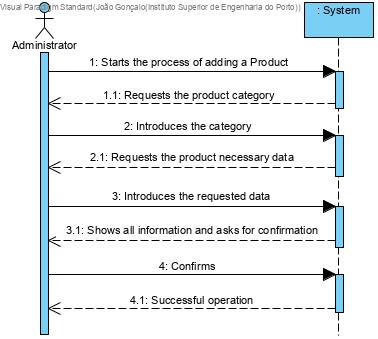 Visual Paradigm Standard(João Gonçalo(Instituto Superior de Engenharia do Porto))
: System
Administrator
1: Starts the process of adding a Product
1.1: Requests the product category
2: Introduces the category
2.1: Requests the product necessary data
3: Introduces the requested data
3.1: Shows all information and asks for confirmation
4: Confirms
4.1: Successful operation